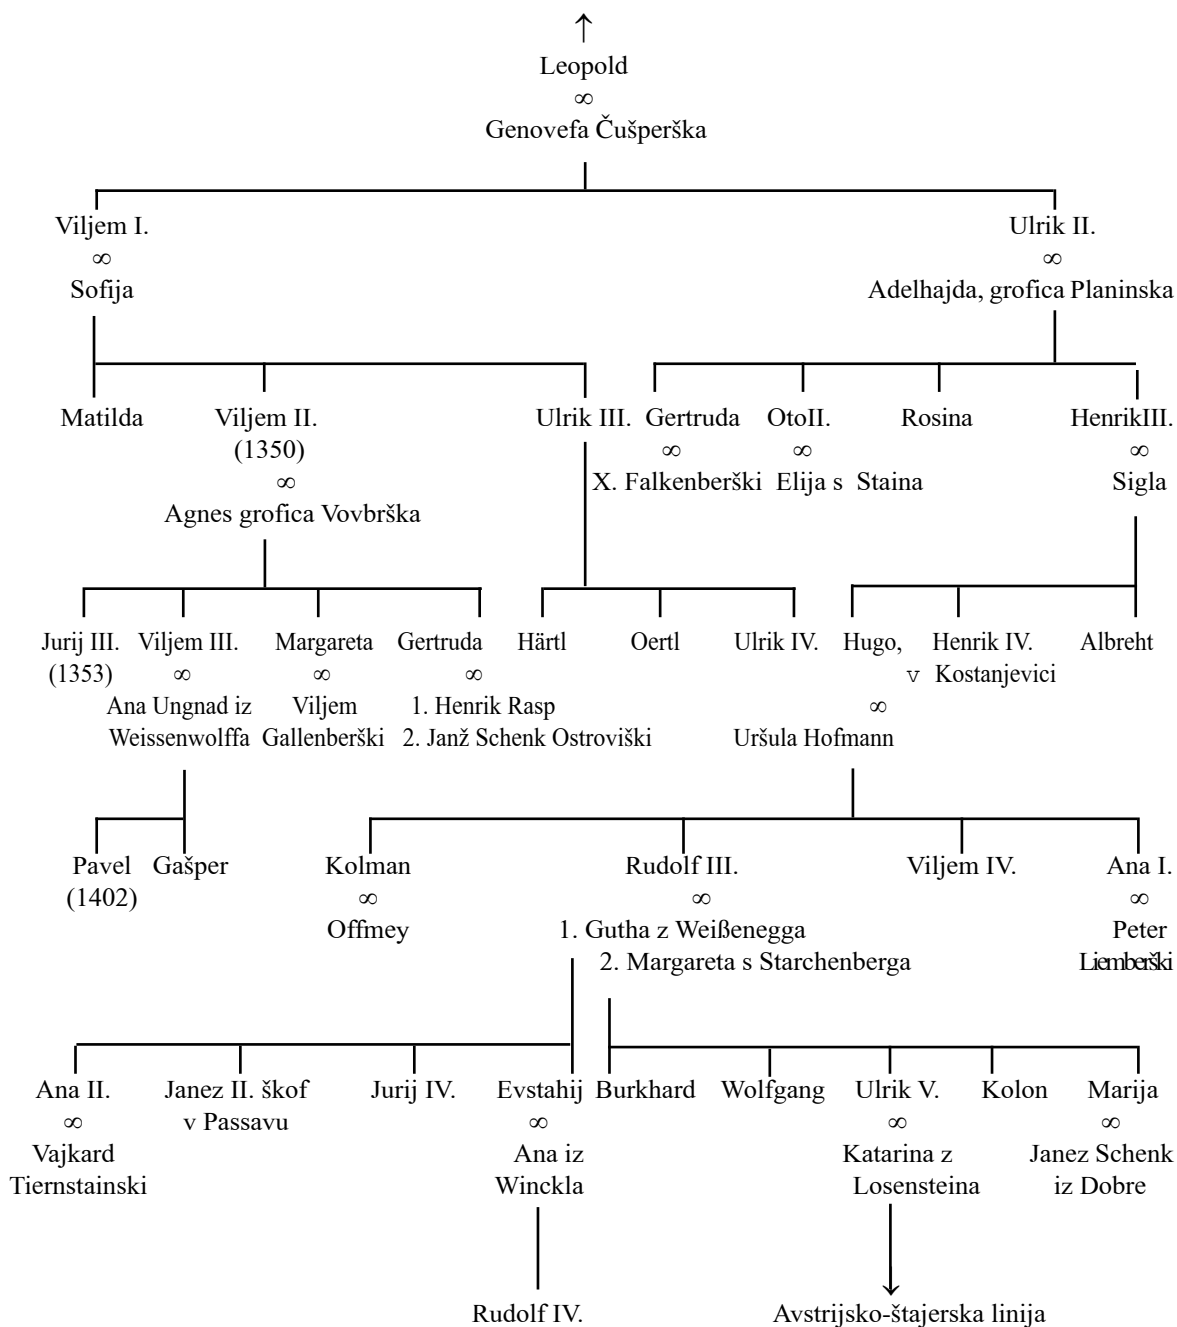 ↑
Leopold
∞
Genovefa Čušperška
Viljem I. Ulrik II.
∞ ∞
Sofija Adelhajda, grofica Planinska
Matilda Viljem II. Ulrik III. Gertruda OtoII. Rosina HenrikIII.
(1350) ∞ ∞ ∞
∞ X. Falkenberški Elija s Staina Sigla
Agnes grofica Vovbrška
Jurij III. Viljem III. Margareta Gertruda Härtl Oertl Ulrik IV. Hugo, Henrik IV. Albreht
(1353) ∞ ∞ ∞ v Kostanjevici
Ana Ungnad iz Viljem 1. Henrik Rasp ∞
Weissenwolffa Gallenberški 2. Janž Schenk Ostroviški Uršula Hofmann
Pavel Gašper Kolman Rudolf III. Viljem IV. Ana I.
(1402) ∞ ∞ ∞
Offmey 1. Gutha z Weißenegga Peter
2. Margareta s Starchenberga Liemberški
Ana II. Janez II. škof Jurij IV. Evstahij Burkhard Wolfgang Ulrik V. Kolon Marija
∞ v Passavu ∞ ∞ ∞
Vajkard Ana iz Katarina z Janez Schenk
Tiernstainski Winckla Losensteina iz Dobre
Rudolf IV. Avstrijsko-štajerska linija